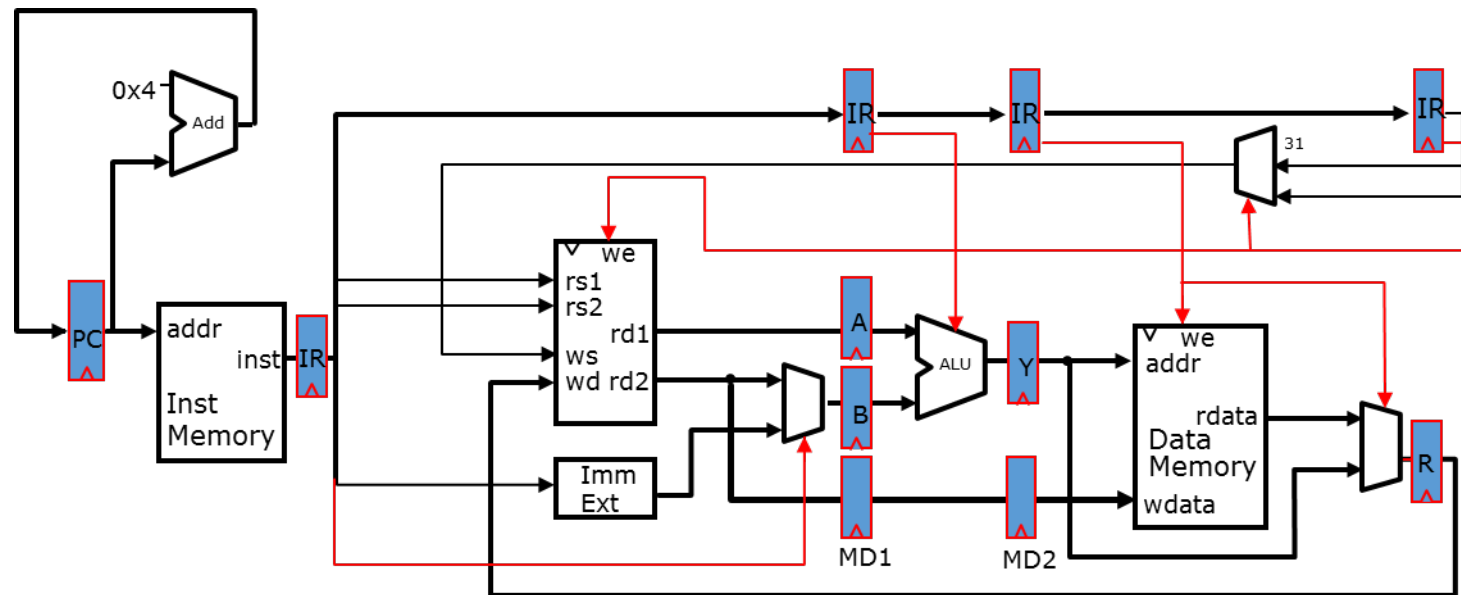 0x4
Add
IR
IR
IR
31
we
rs1
rs2
rd1
ws
wd
rd2
PC
addr
inst
Inst
Memory
IR
A
B
ALU
Y
we
addr
rdata
Data
Memory
wdata
R
Imm
Ext
MD1
MD2